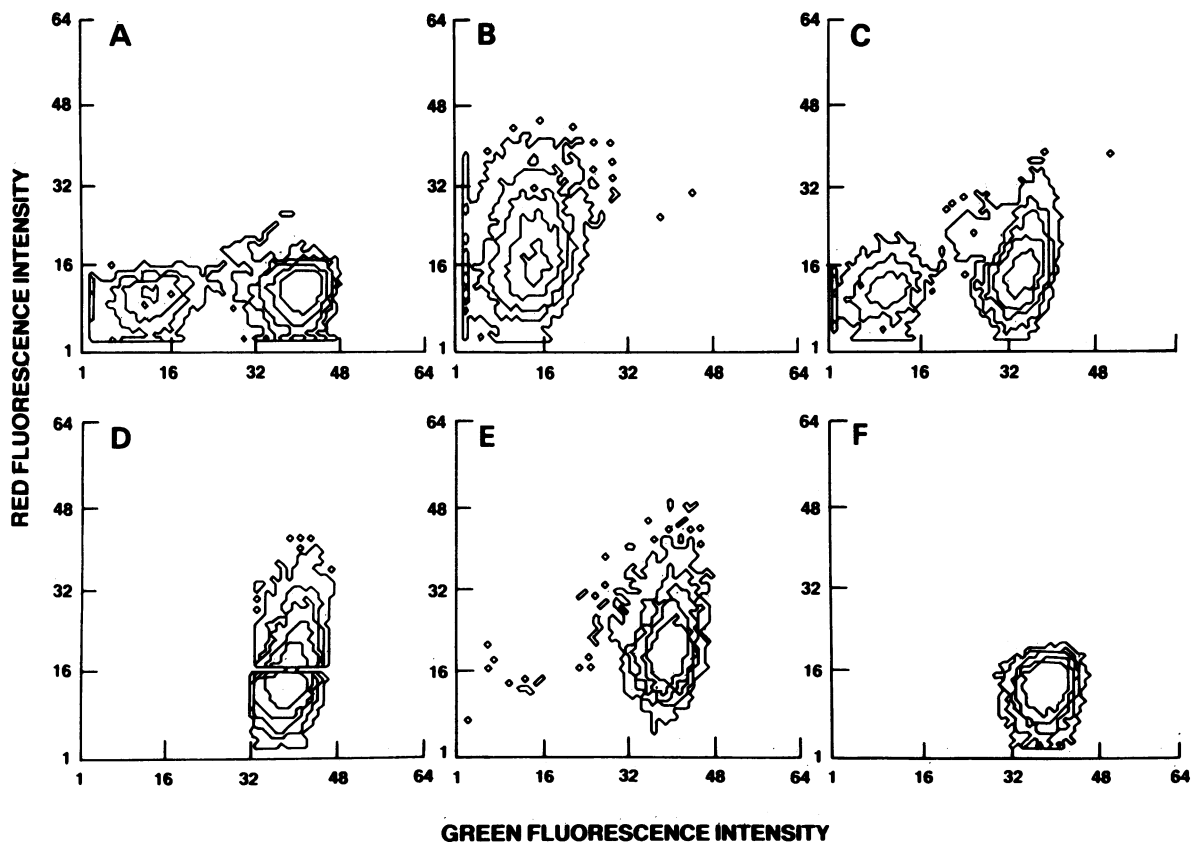 A
B
C
64
48
32
16
1
64
48
32
16
1
64
48
32
16
1
1 16 32 48 64
1 16 32 48 64
1 16 32 48
D
E
F
64
48
32
16
1
64
48
32
16
1
64
48
32
16
1
1 16 32 48 64
1 16 32 48 64
1 16 32 48 64
RED FLUORESCENCE INTENSITY
GREEN FLUORESCENCE INTENSITY